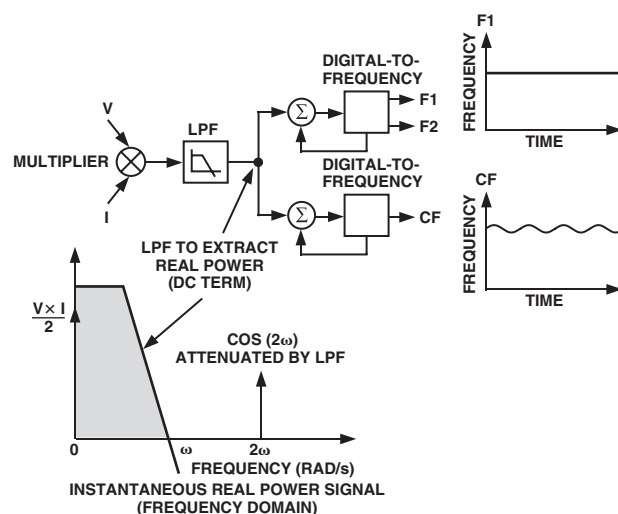 F1
DIGITAL-TO-
FREQUENCY
V
LPF
Σ
F1
F2
FREQUENCY
TIME
MULTIPLIER
I
DIGITAL-TO-
FREQUENCY
Σ
CF
CF
FREQUENCY
TIME
LPF TO EXTRACT
REAL POWER
(DC TERM)
V × I
2
COS (2ω)
ATTENUATED BY LPF
0
ω
2ω
FREQUENCY (RAD/s)
INSTANTANEOUS REAL POWER SIGNAL
(FREQUENCY DOMAIN)